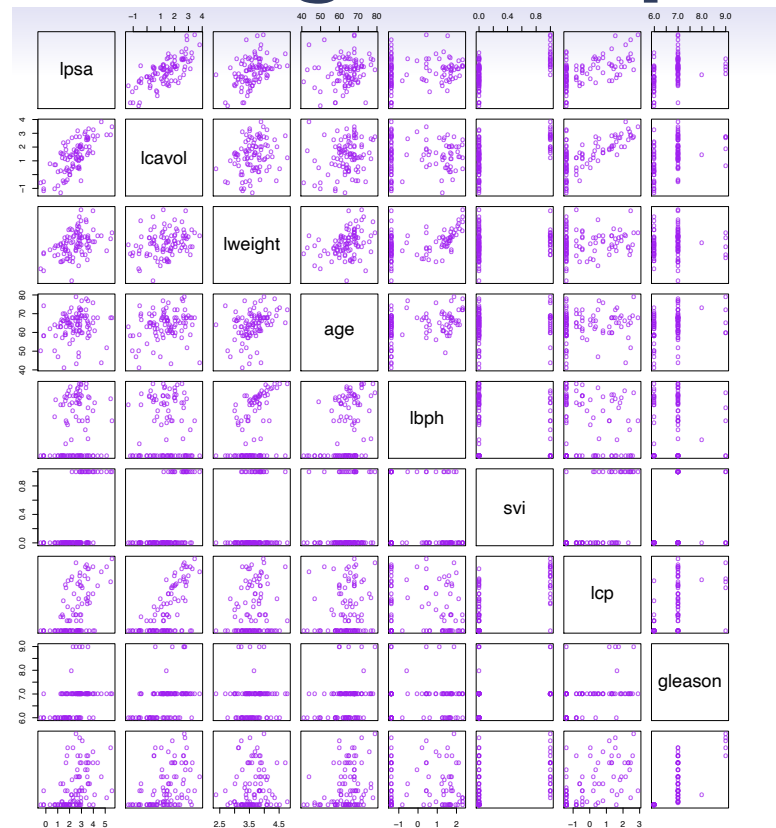 −1 1 2 3 4
40 50 60 70 80
0.0 0.4 0.8
6.0 7.0 8.0 9.0
lpsa
−1 1 2 3 4
lcavol
lweight
40 50 60 70 80
age
lbph
0.0 0.4 0.8
svi
lcp
6.0 7.0 8.0 9.0
gleason
0 1 2 3 4 5
2.5 3.5 4.5
−1 0 1 2
−1 0 1 2 3